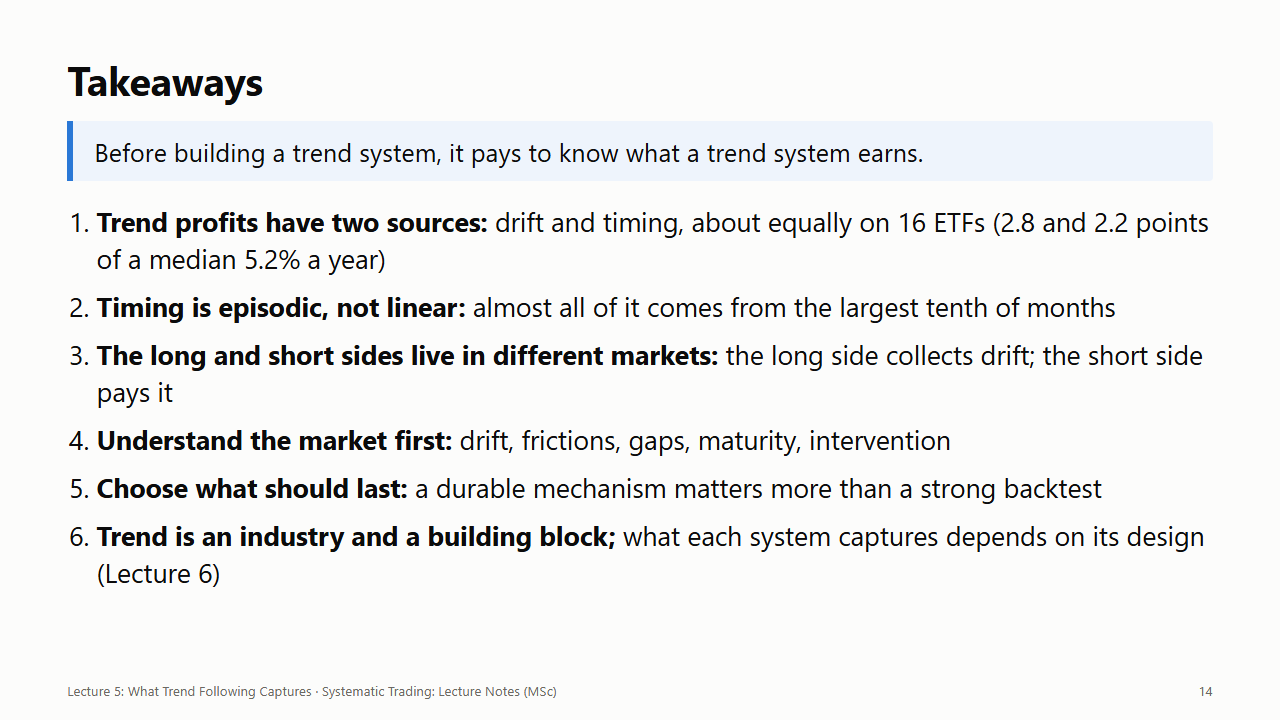 Takeaways
Before building a trend system, it pays to know what a trend system earns.
1. Trend profits have two sources: drift and timing, about equally on 16 ETFs (2.8 and 2.2 points
of a median 5.2% a year)
2. Timing is episodic, not linear: almost all of it comes from the largest tenth of months
3. The long and short sides live in different markets: the long side collects drift; the short side
pays it
4. Understand the market first: drift, frictions, gaps, maturity, intervention
5. Choose what should last: a durable mechanism matters more than a strong backtest
6. Trend is an industry and a building block; what each system captures depends on its design
(Lecture 6)
Lecture 5: What Trend Following Captures · Systematic Trading: Lecture Notes (MSc)
14